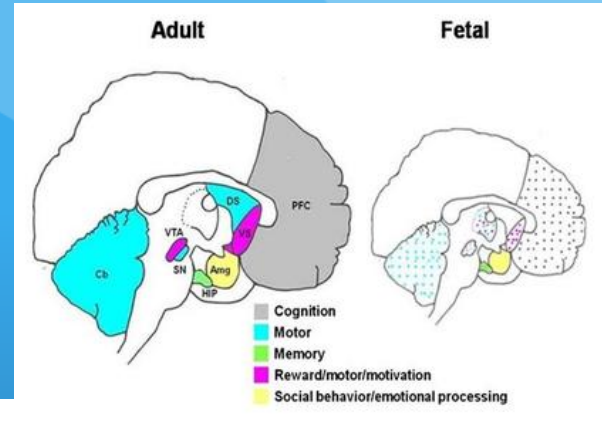 Adult
Fetal
DS
PFC
VS
VTA
SN
Amg
HIP
Cb
Cognition
Motor
Memory
Reward/motor/motivation
Social behavior/emotional processing